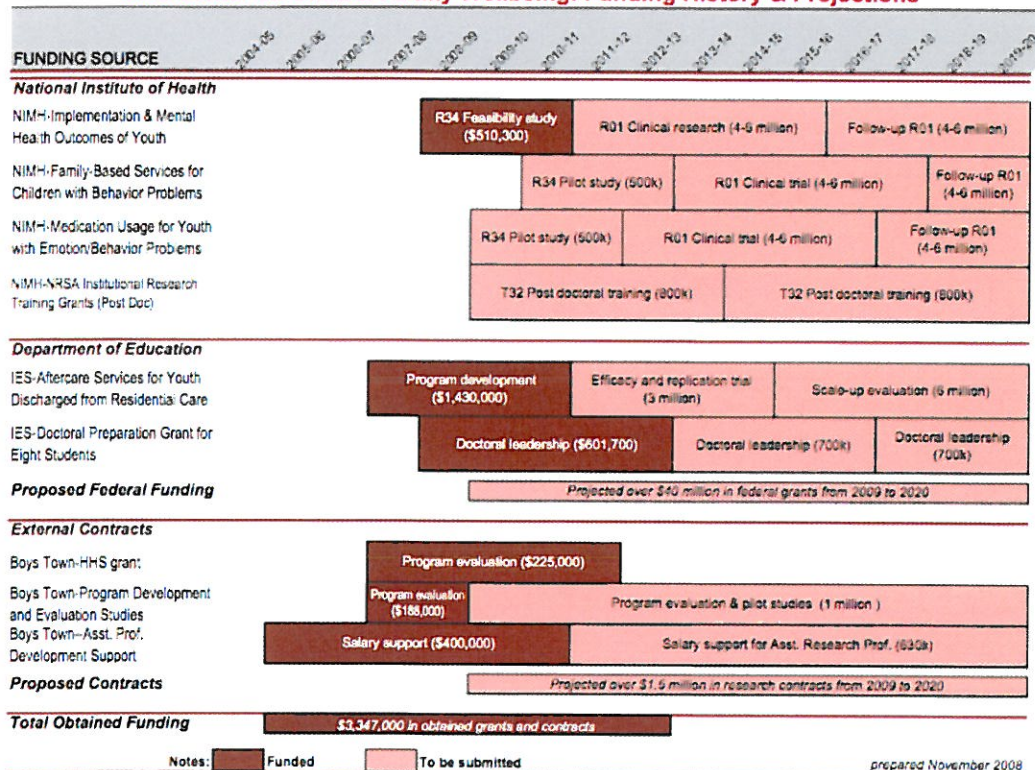 Wellbeing: Funding History & Projections
FUNDING SOURCE
2004-05 2005-06 2006-07 2007-08 2008-09 2009-10 2010-11 2011-12 2012-13 2013-14 2014-15 2015-16 2016-17 2017-18 2018-19 2019-20
National Institute of Health
NIMH-Implementation & Mental
Health Outcomes of Youth
R34 Feasibility study
($510,300)
R01 Clinical research (4-6 million)
Follow-up R01 (4-6 million)
NIMH-Family-Based Services for
Children with Behavior Problems
R34 Pilot study (500k)
R01 Clinical trial (4-6 million)
Follow-up R01
(4-6 million)
NIMH-Medication Usage for Youth
with Emotion/Behavior Problems
R34 Pilot study (500k)
R01 Clinical trial (4-6 million)
Follow-up R01
(4-6 million)
NIMH-NRSA Institutional Research
Training Grants (Post Doc)
T32 Post doctoral training (800k)
T32 Post doctoral training (800k)
Department of Education
IES-Aftercare Services for Youth
Discharged from Residential Care
Program development
($1,430,000)
Efficacy and replication trial
(3 million)
Scale-up evaluation (6 million)
IES-Doctoral Preparation Grant for
Eight Students
Doctoral leadership ($601,700)
Doctoral leadership (700k)
Doctoral leadership
(700k)
Proposed Federal Funding
Projected over $40 million in federal grants from 2009 to 2020
External Contracts
Boys Town-HHS grant
Program evaluation ($225,000)
Boys Town-Program Development
and Evaluation Studies
Program evaluation
Program evaluation & pilot studies (1 million )
Boys Town--Asst. Prof.
Development Support
Salary support ($400,000)
Salary support for Asst. Research Prof. (630k)
Proposed Contracts
Projected over $1.5 million in research contracts from 2009 to 2020
Total Obtained Funding
$3,347,000 in obtained grants and contracts
Notes: Funded To be submitted
prepared November 2008